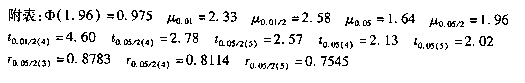 附表:Φ(1.96)=0.975 μ0.01=2.33 μ0.01/2=2.58 μ0.05=1.64 μ0.05/2=1.96
t0.01/2(4)=4.60 t0.05/2(4)=2.78 t0.05/2(5)=2.57 t0.05(4)=2.13 t0.05(5)=2.02
r0.05/2(3)=0.8783 r0.05/2(4)=0.8114 r0.05/2(5)=0.7545